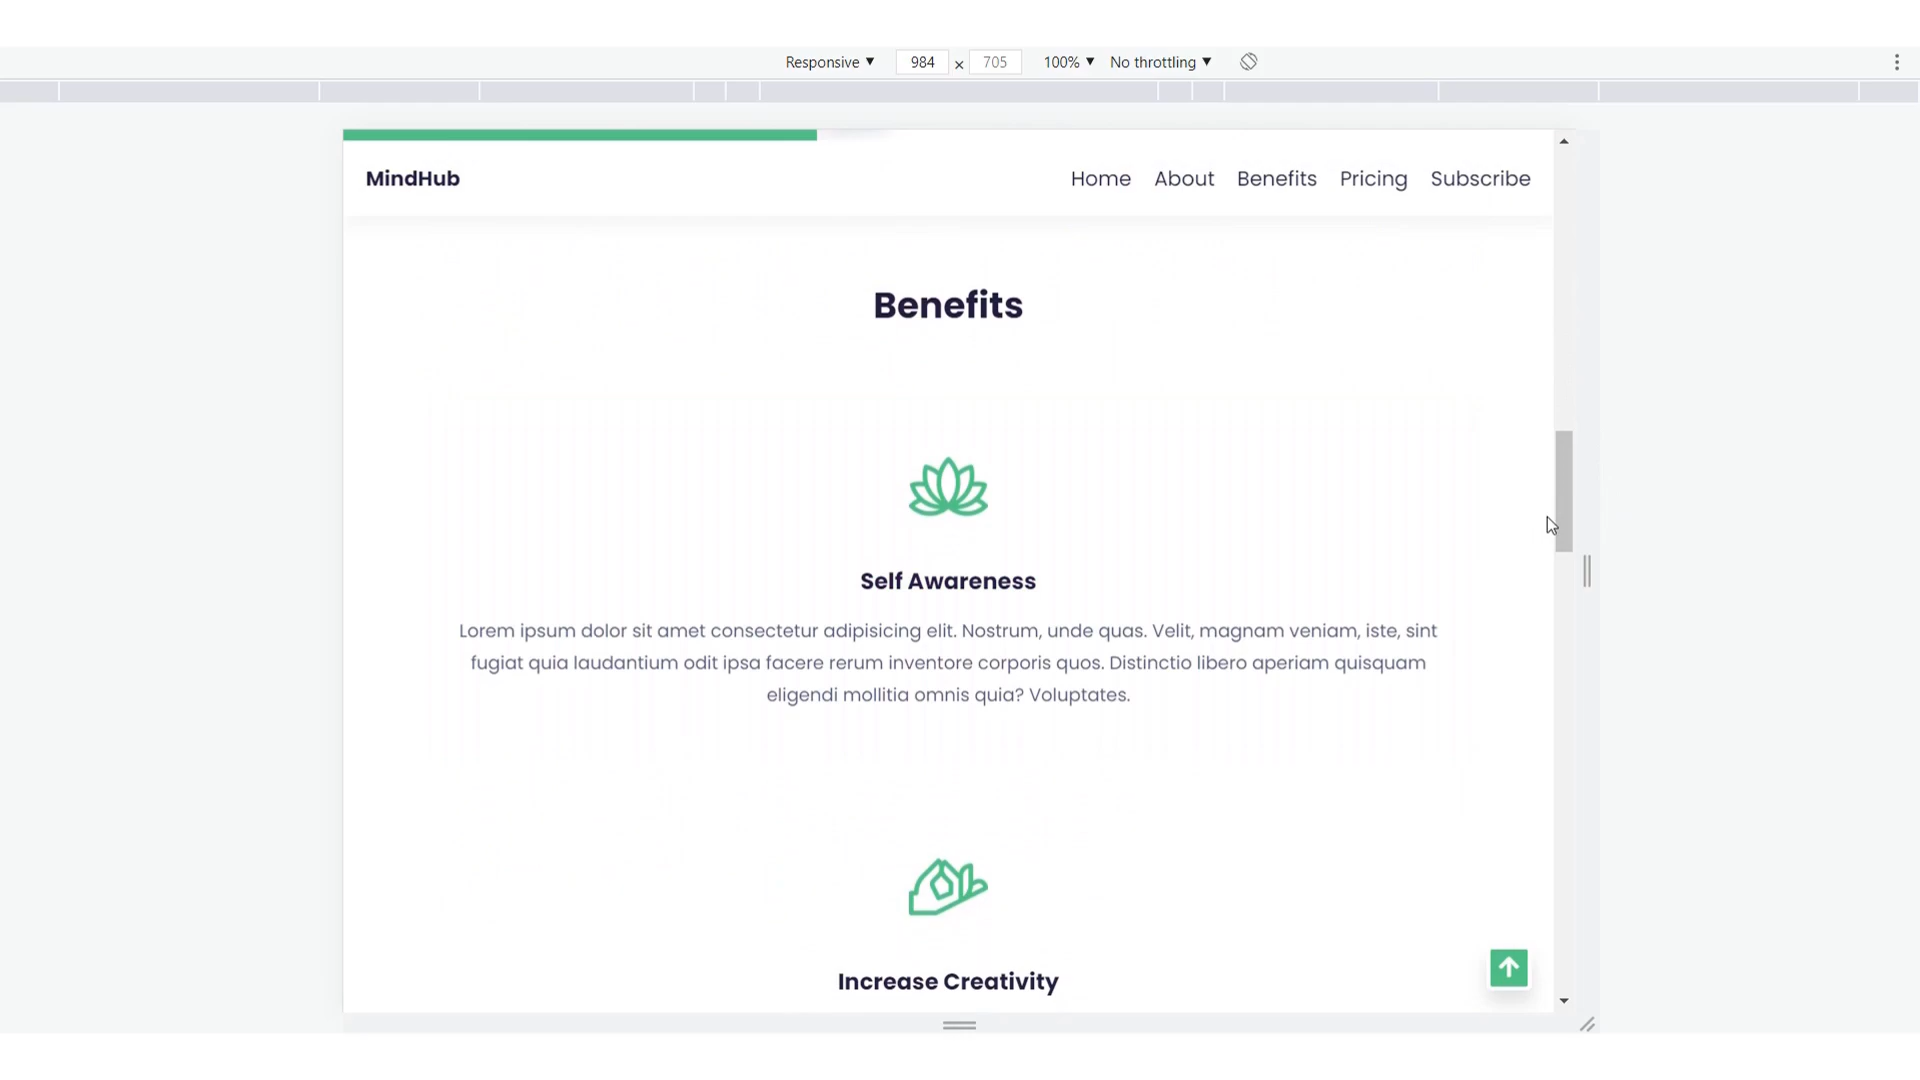 Responsive ▼ 984 × 705 100% ▼ No throttling ▼
MindHub Home About Benefits Pricing Subscribe
Benefits
Self Awareness
Lorem ipsum dolor sit amet consectetur adipisicing elit. Nostrum, unde quas. Velit, magnam veniam, iste, sint
fugiat quia laudantium odit ipsa facere rerum inventore corporis quos. Distinctio libero aperiam quisquam
eligendi mollitia omnis quia? Voluptates.
Increase Creativity